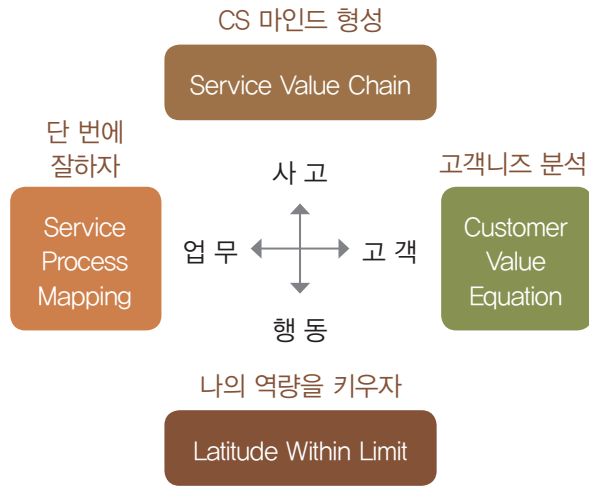 CS 마인드 형성
Service Value Chain
단 번에
잘하자
Service
Process
Mapping
사 고
업 무
고 객
행 동
고객니즈 분석
Customer
Value
Equation
나의 역량을 키우자
Latitude Within Limit